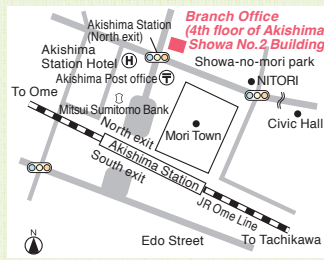 Branch Office
(4th floor of Akishima
Showa No.2 Building)
Akishima Station
(North exit)
Akishima
Station Hotel
H
Showa-no-mori park
Akishima Post office
〒
NITORI
To Ome
Mitsui Sumitomo Bank
Civic Hall
North exit
Mori Town
Akishima Station
South exit
JR Ome Line
N
Edo Street
To Tachikawa